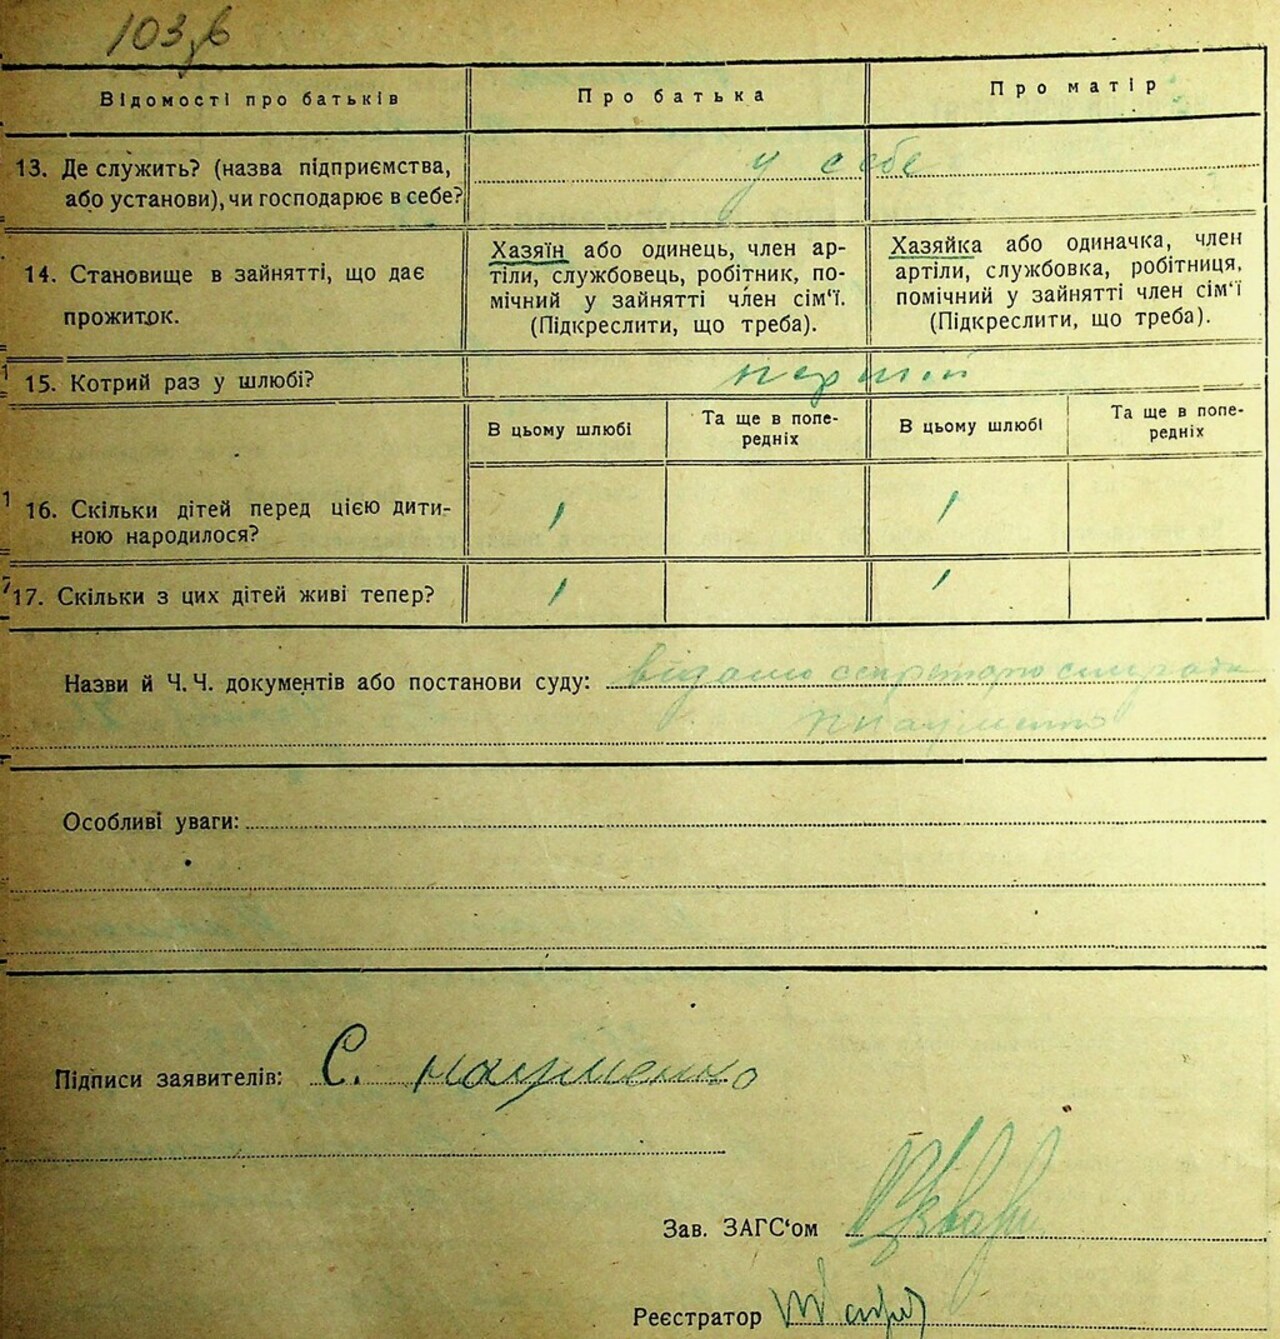 103,в
Відомості про батьків
Про батька
Про матір
13. Де служить? (назва підприємства,
або установи), чи господарює в себе?
у себе
14. Становище в зайнятті, що дає
прожиток.
Хазяїн або одинець, член ар-
тіли, службовець, робітник, по-
мічний у зайнятті член сім‘ї.
(Підкреслити, що треба).
Хазяйка або одиначка, член
артіли, службовка, робітниця,
помічний у зайнятті член сім‘ї
(Підкреслити, що треба).
15. Котрий раз у шлюбі?
перший
В цьому шлюбі
Та ще в попе-
редніх
В цьому шлюбі
Та ще в попе-
редніх
16. Скільки дітей перед цією дити-
ною народилося?
1
1
17. Скільки з цих дітей живі тепер?
1
1
Назви й Ч.Ч. документів або постанови суду:
Особливі уваги:
Підписи заявителів: С. Науменко
Зав. ЗАГС‘ом
Реєстратор